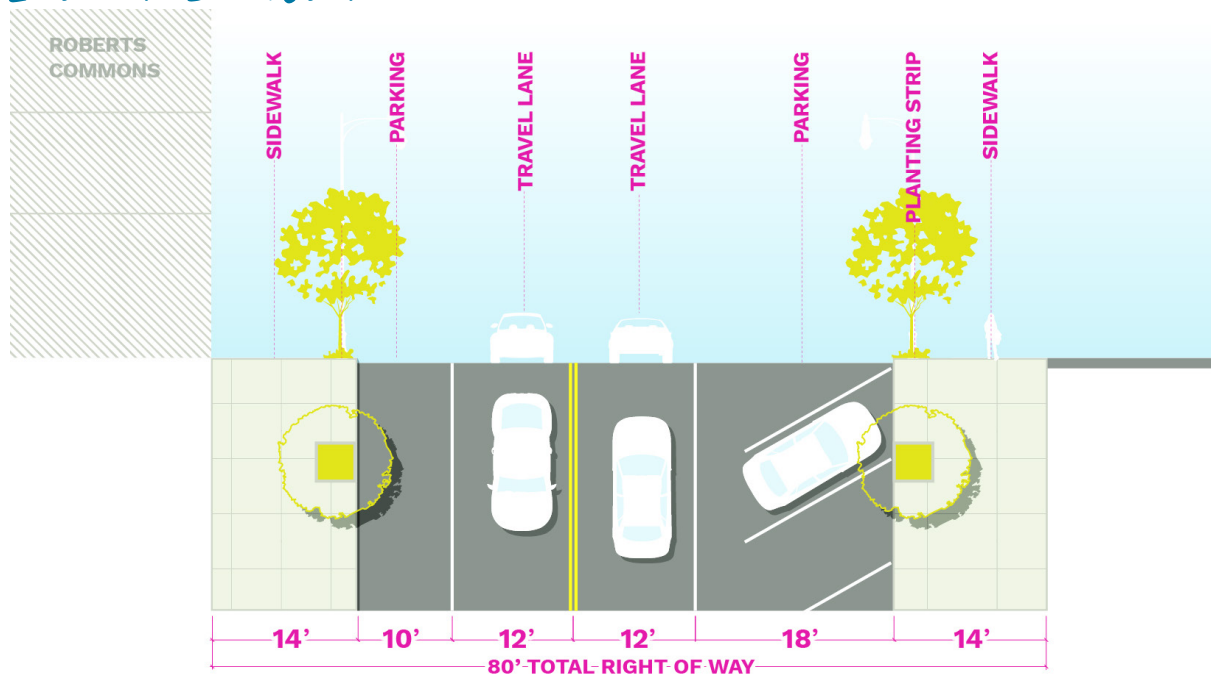 ROBERTS
COMMONS
SIDEWALK
PARKING
TRAVEL LANE
TRAVEL LANE
PARKING
PLANTING STRIP
SIDEWALK
14’
10’
12’
12’
18’
14’
80’ TOTAL RIGHT OF WAY